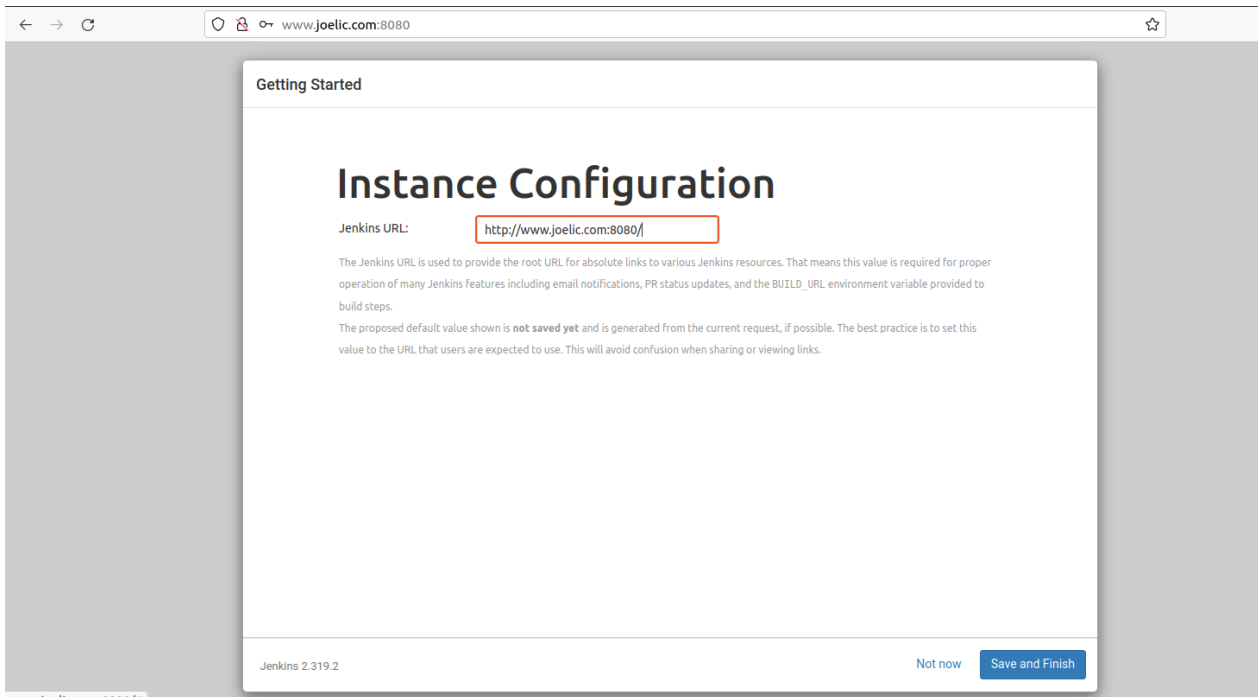 www.joelic.com:8080
Getting Started
Instance Configuration
Jenkins URL: http://www.joelic.com:8080/
The Jenkins URL is used to provide the root URL for absolute links to various Jenkins resources. That means this value is required for proper
operation of many Jenkins features including email notifications, PR status updates, and the BUILD_URL environment variable provided to
build steps.
The proposed default value shown is not saved yet and is generated from the current request, if possible. The best practice is to set this
value to the URL that users are expected to use. This will avoid confusion when sharing or viewing links.
Jenkins 2.319.2 Not now Save and Finish